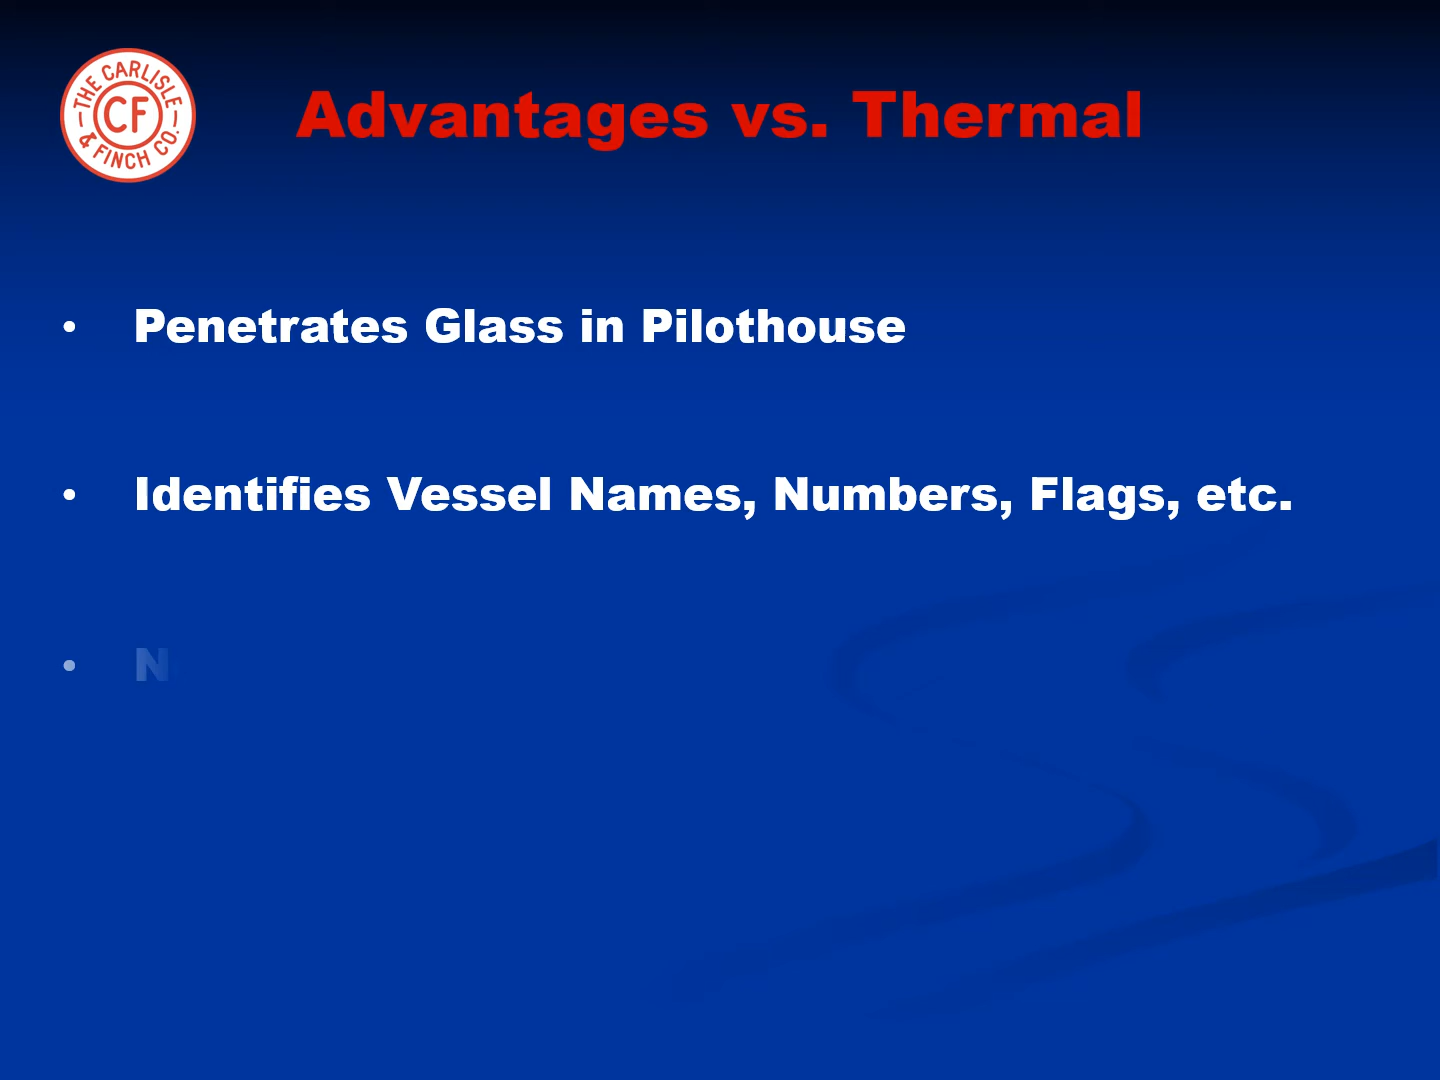 THE CARLISLE
CF
& FINCH CO.
Advantages vs. Thermal
• Penetrates Glass in Pilothouse
• Identifies Vessel Names, Numbers, Flags, etc.
•